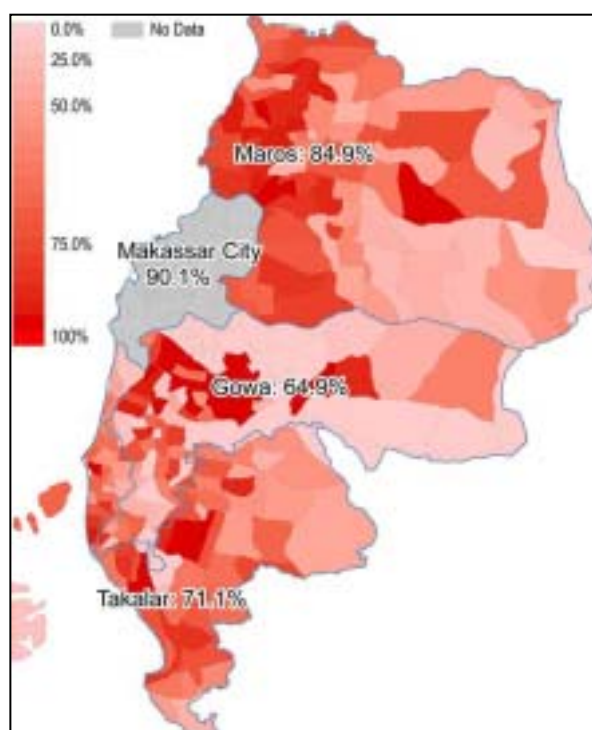 0.0%
No Data
25.0%
50.0%
Maros: 84.9%
75.0%
Makassar City
90.1%
100%
Gowa: 64.9%
Takalar: 71.1%